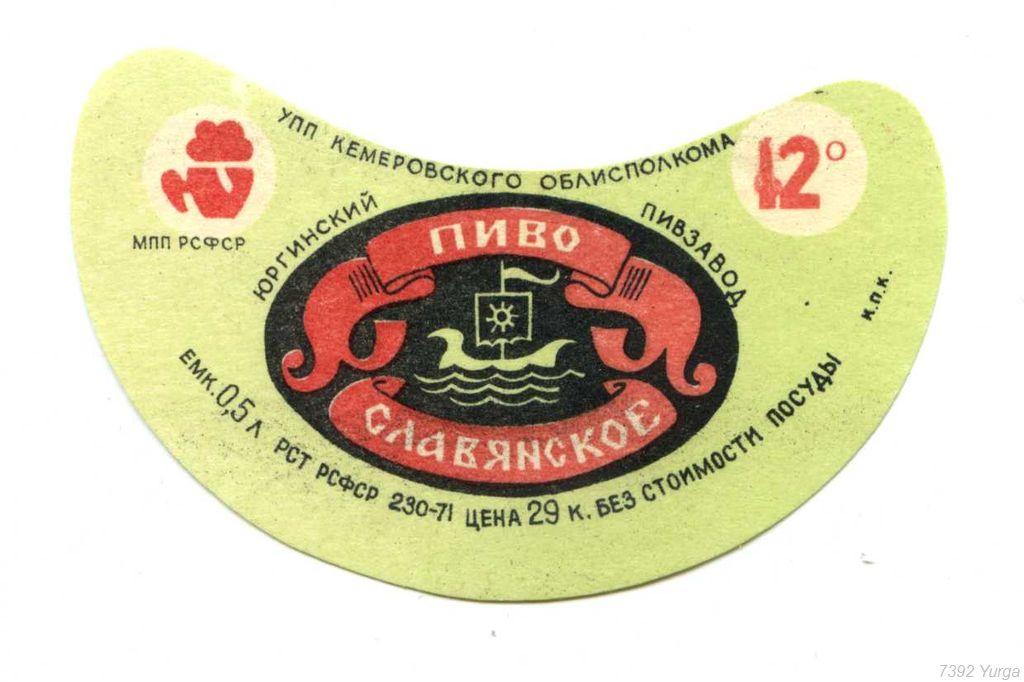 УПП КЕМЕРОВСКОГО ОБЛИСПОЛКОМА
ЮРГИНСКИЙ ПИВЗАВОД
МПП РСФСР
12°
ПИВО
СЛАВЯНСКОЕ
ЕМК. 0,5 Л РСТ РСФСР 230-71 ЦЕНА 29 К. БЕЗ СТОИМОСТИ ПОСУДЫ
К.П.К.
7392 Yurga